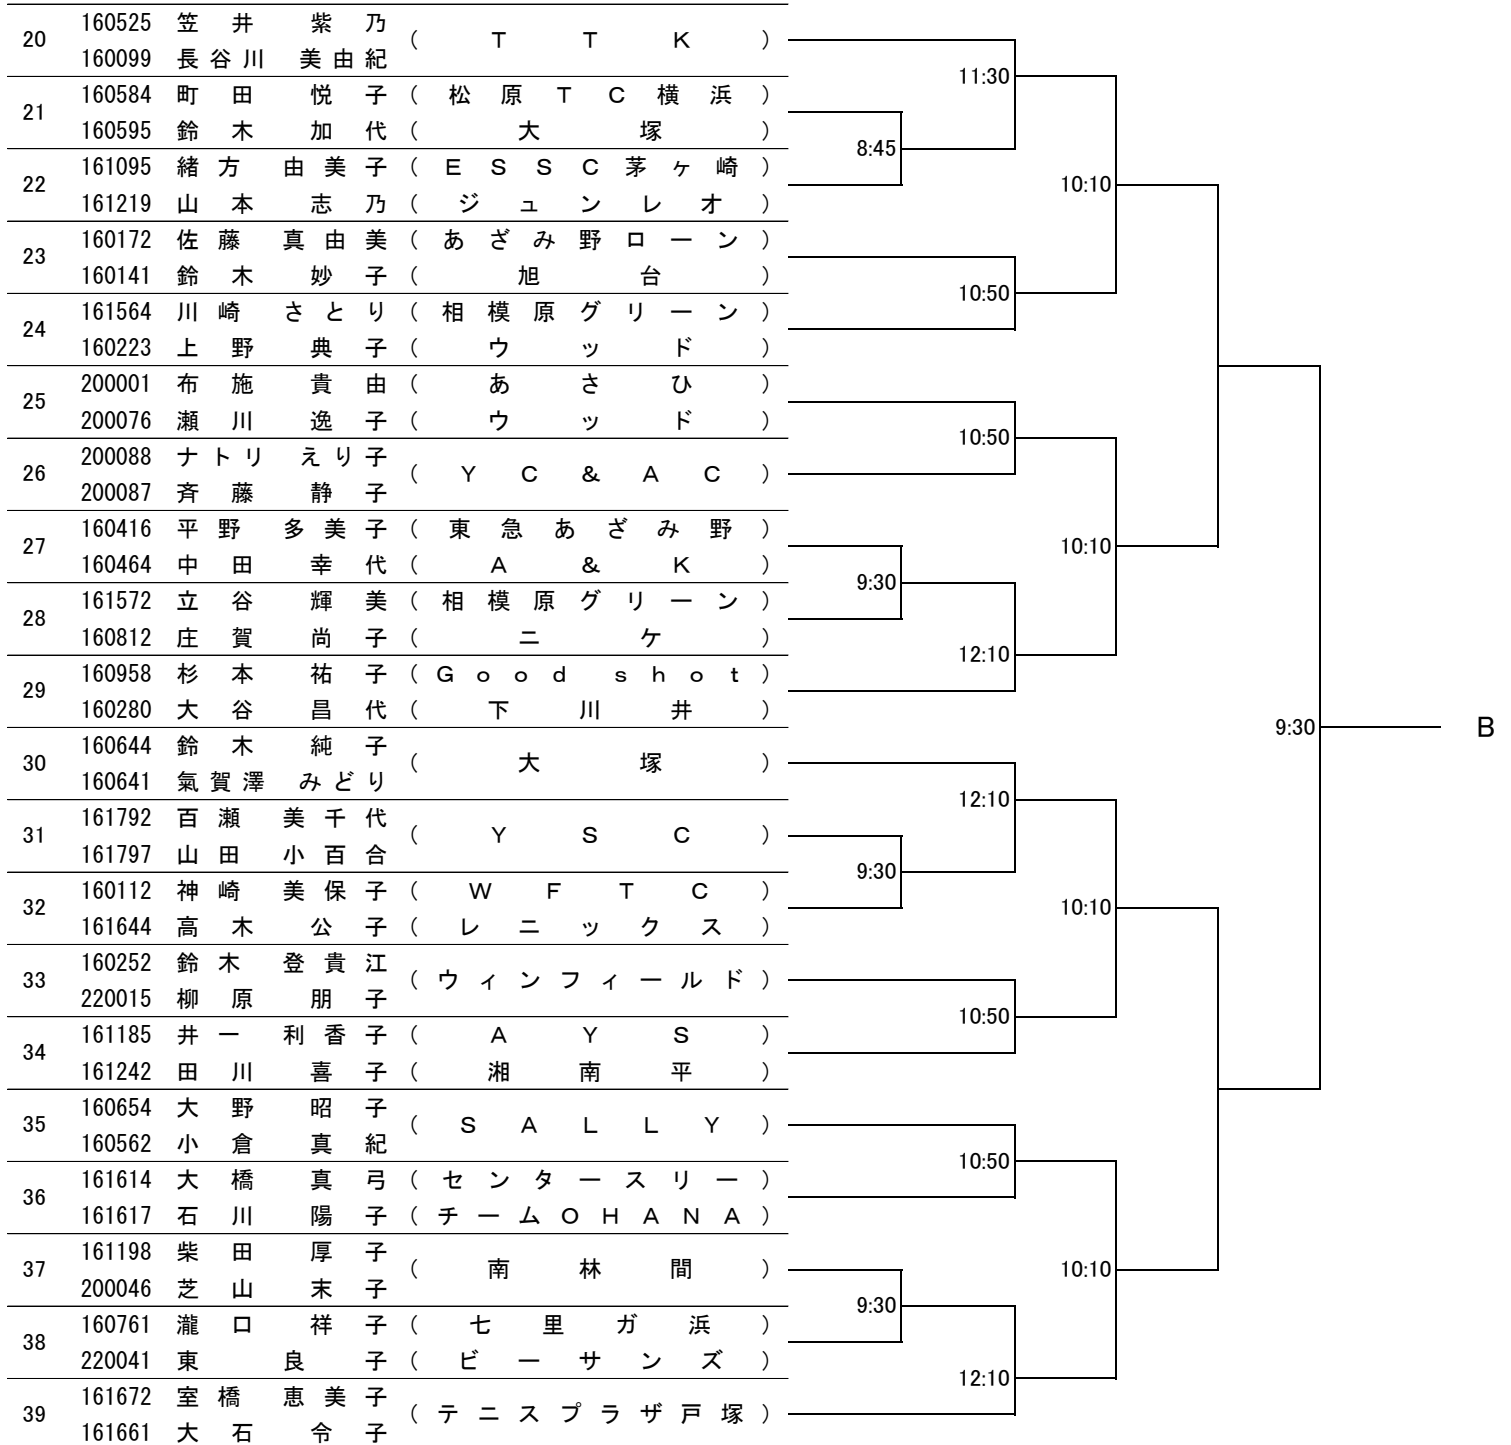 20 160525 笠井 紫乃 (TTK)
160099 長谷川 美由紀
11:30
21 160584 町田 悦子 (松原TC横浜)
160595 鈴木 加代 (大塚)
8:45
22 161095 緒方 由美子 (ESSC茅ヶ崎)
161219 山本 志乃 (ジュンレオ)
10:10
23 160172 佐藤 真由美 (あざみ野ローン)
160141 鈴木 妙子 (旭台)
10:50
24 161564 川崎 さとり (相模原グリーン)
160223 上野 典子 (ウッド)
25 200001 布施 貴由 (あさひ)
200076 瀬川 逸子 (ウッド)
10:50
26 200088 ナトリ えり子 (YC&AC)
200087 斉藤 静子
27 160416 平野 多美子 (東急あざみ野)
160464 中田 幸代 (A&K)
10:10
9:30
28 161572 立谷 輝美 (相模原グリーン)
160812 庄賀 尚子 (ニケ)
12:10
29 160958 杉本 祐子 (Good shot)
160280 大谷 昌代 (下川井)
9:30 B
30 160644 鈴木 純子 (大塚)
160641 氣賀澤 みどり
12:10
31 161792 百瀬 美千代 (YSC)
161797 山田 小百合
9:30
32 160112 神崎 美保子 (WFTC)
161644 高木 公子 (レニックス)
10:10
33 160252 鈴木 登貴江 (ウィンフィールド)
220015 柳原 朋子
10:50
34 161185 井一 利香子 (AYS)
161242 田川 喜子 (湘南平)
35 160654 大野 昭子 (SALLY)
160562 小倉 真紀
10:50
36 161614 大橋 真弓 (センタースリー)
161617 石川 陽子 (チームOHANA)
37 161198 柴田 厚子 (南林間)
200046 芝山 末子
10:10
9:30
38 160761 瀧口 祥子 (七里ガ浜)
220041 東 良子 (ビーサンズ)
12:10
39 161672 室橋 恵美子 (テニスプラザ戸塚)
161661 大石 令子